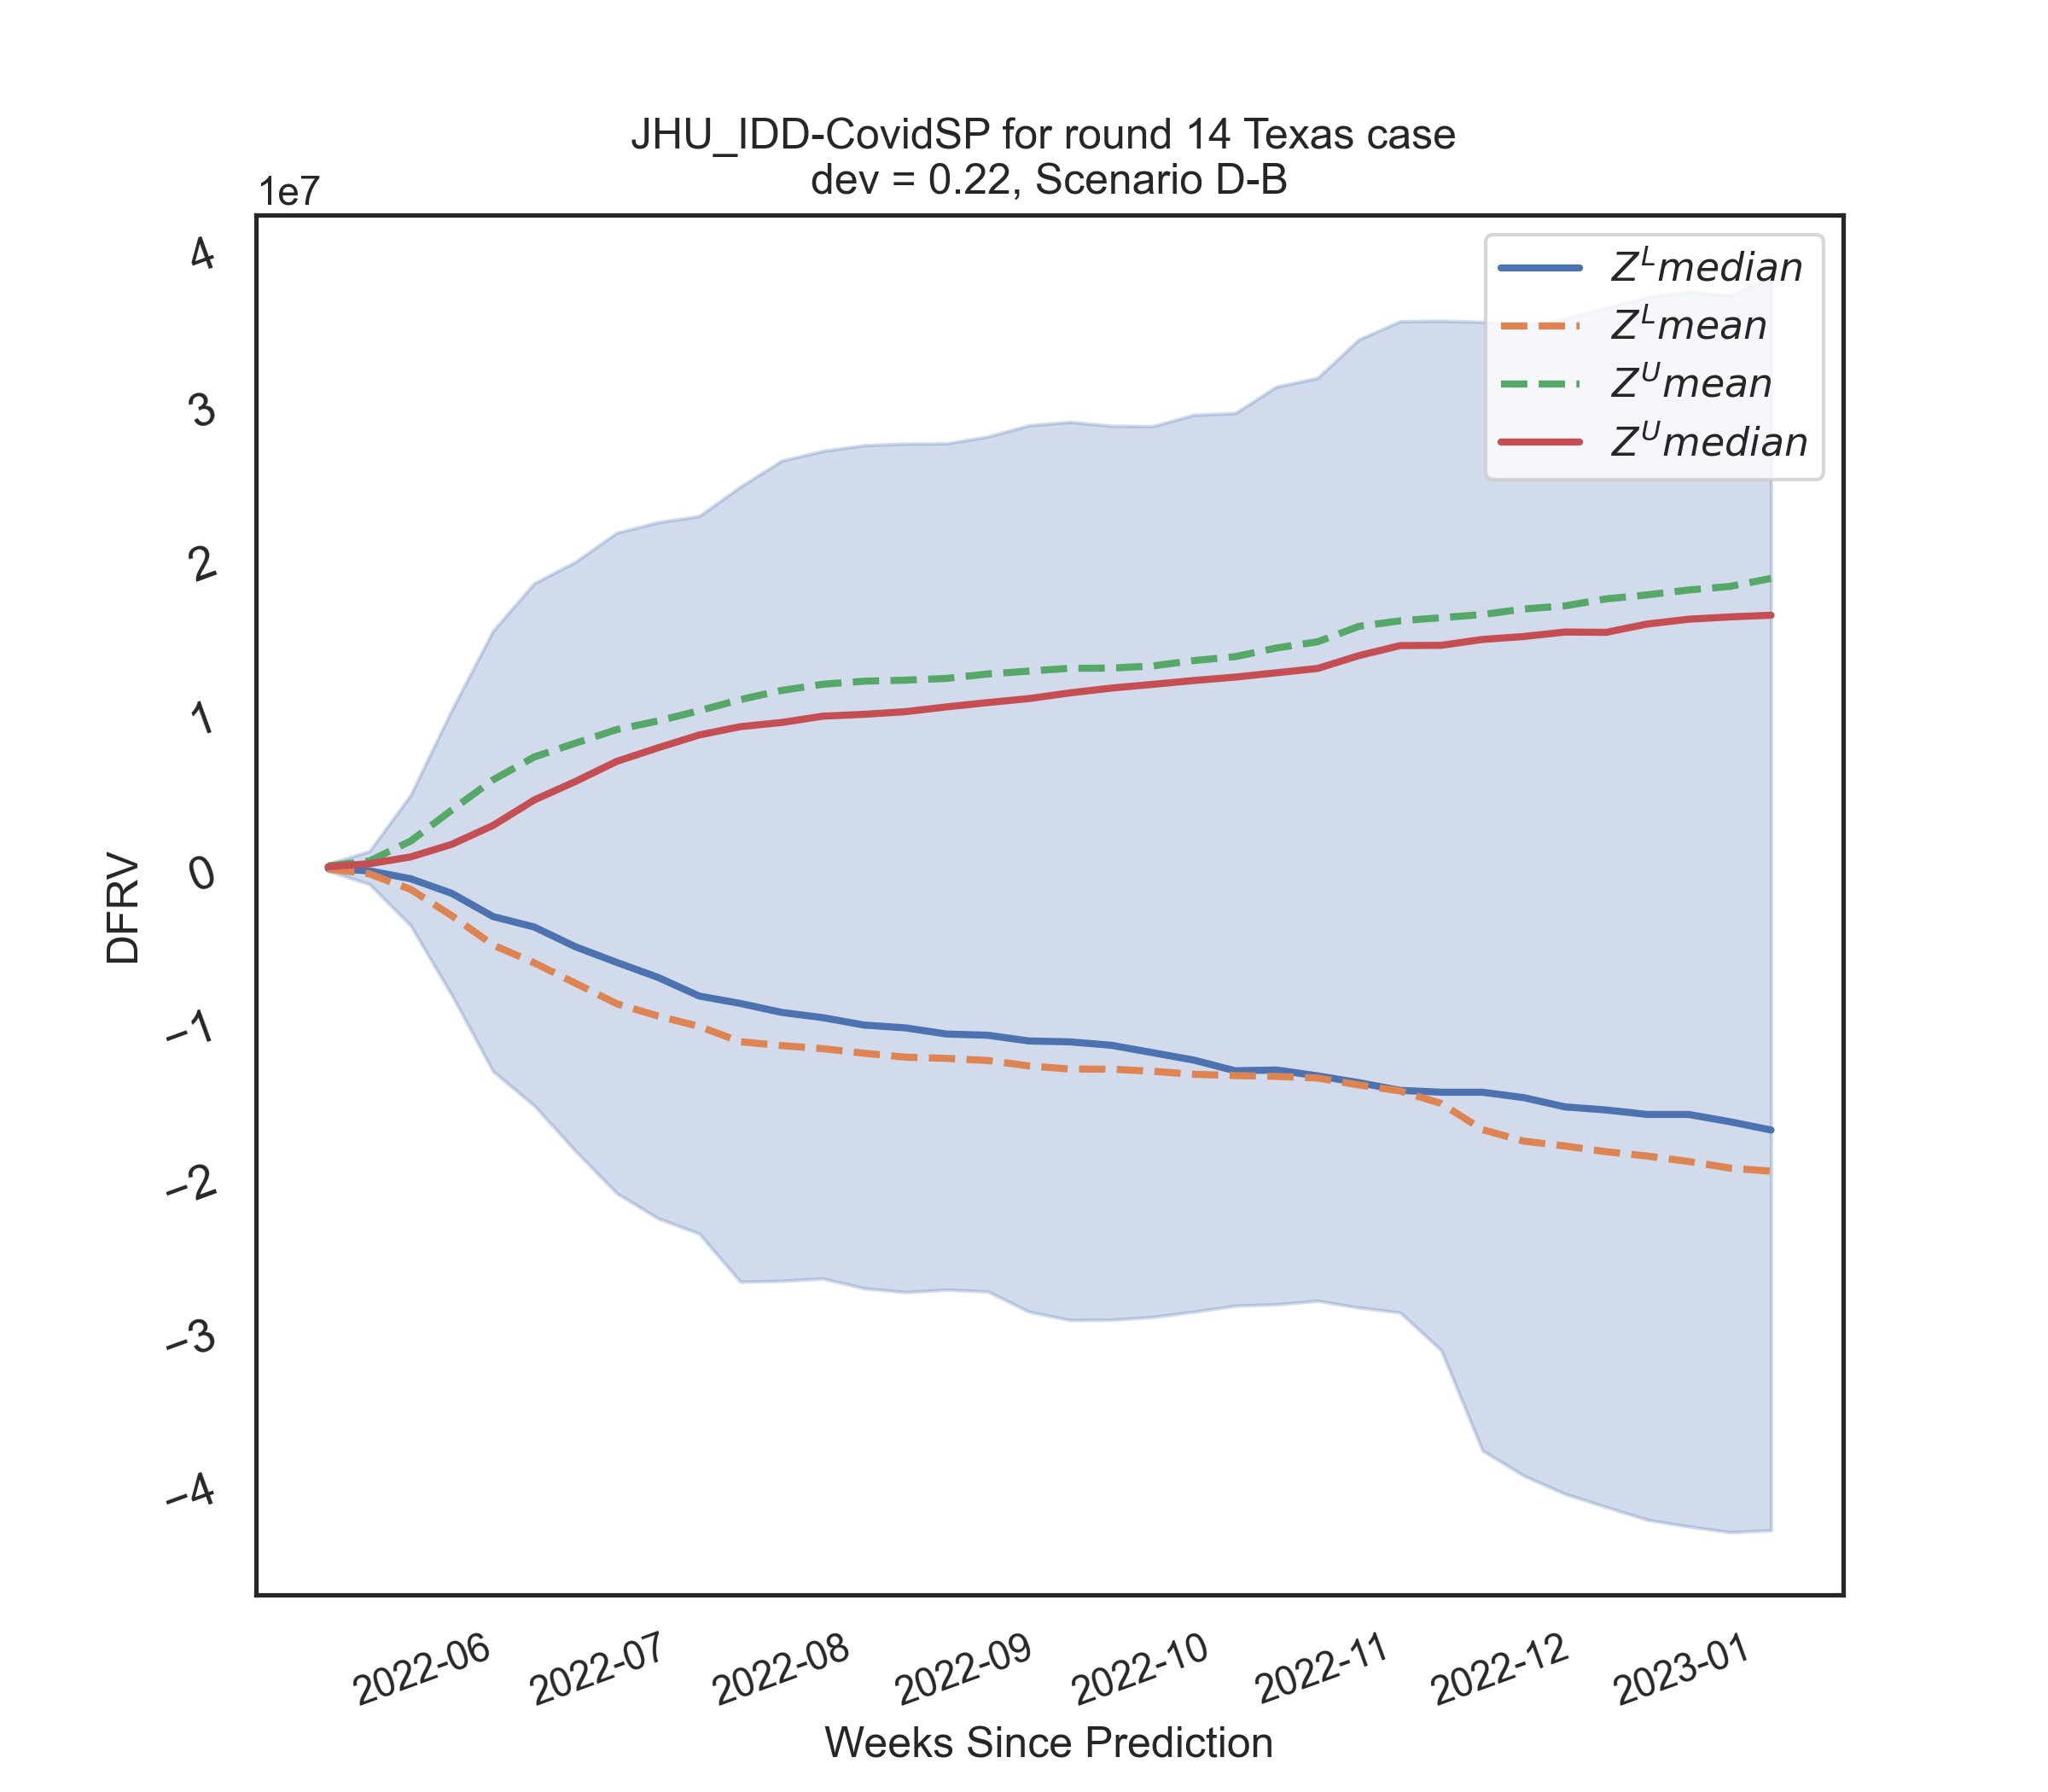 JHU_IDD-CovidSP for round 14 Texas case
dev = 0.22, Scenario D-B
1e7
4
3
2
1
0
−1
−2
−3
−4
DFRV
Z^L median
Z^L mean
Z^U mean
Z^U median
2022-06
2022-07
2022-08
2022-09
2022-10
2022-11
2022-12
2023-01
Weeks Since Prediction